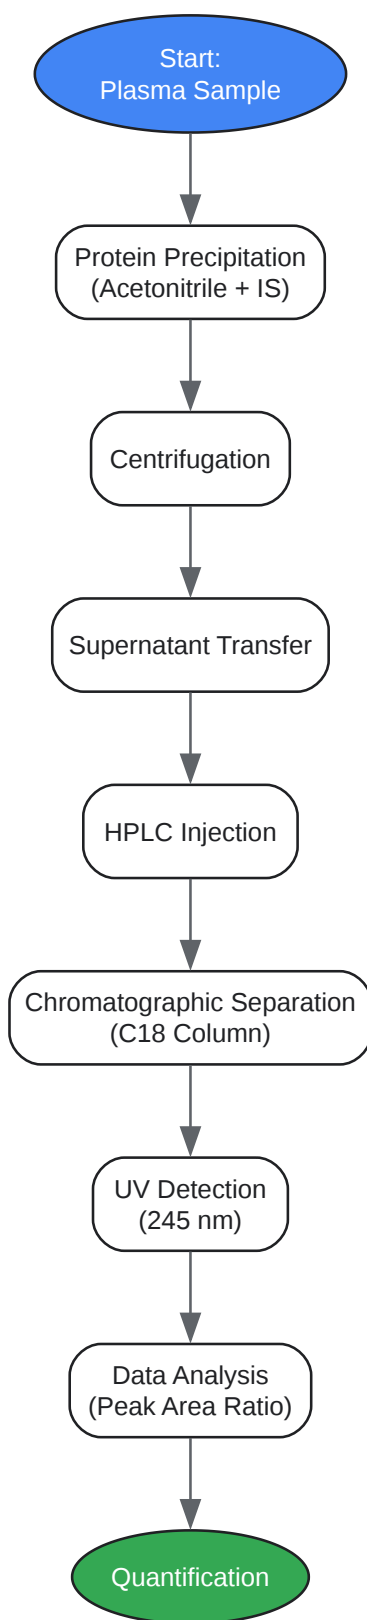 Start:
Plasma Sample
Protein Precipitation
(Acetonitrile + IS)
Centrifugation
Supernatant Transfer
HPLC Injection
Chromatographic Separation
(C18 Column)
UV Detection
(245 nm)
Data Analysis
(Peak Area Ratio)
Quantification